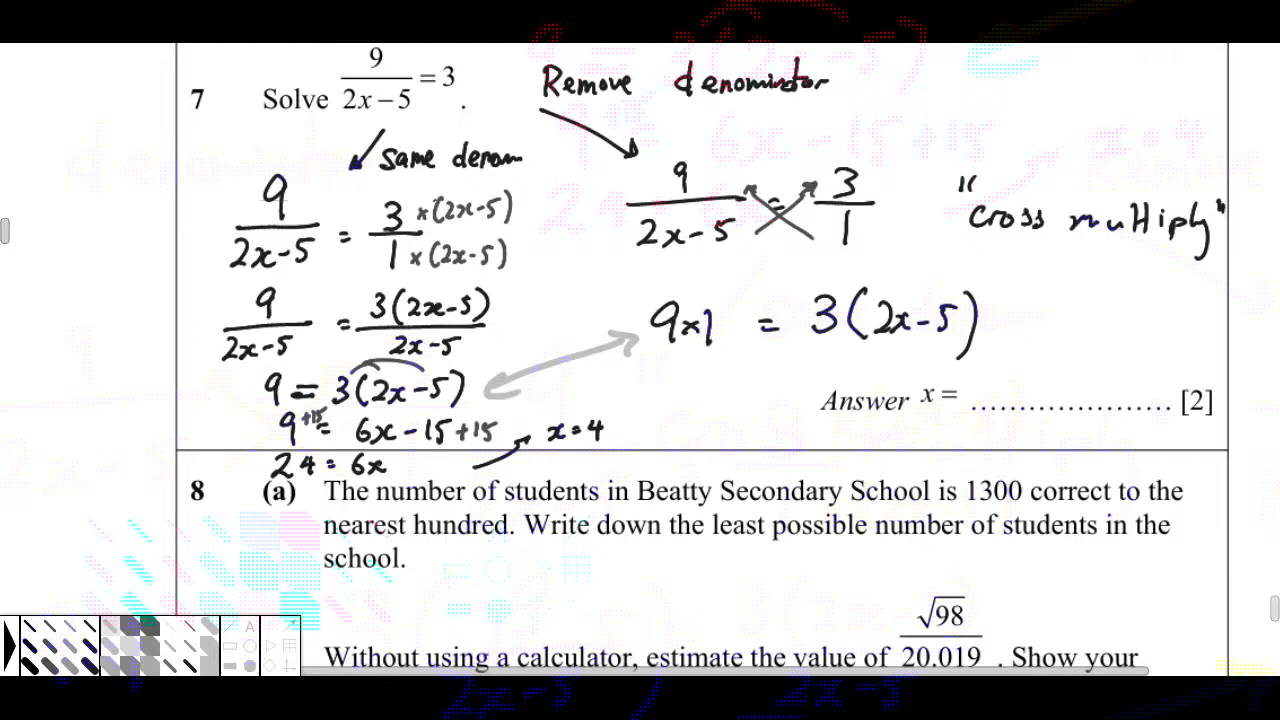 7 Solve 9/(2x – 5) = 3 .
Remove denominator
same denom
9/(2x-5) = 3/1 ×(2x-5) ×(2x-5)
9/(2x-5) = 3(2x-5)/(2x-5)
9 = 3(2x-5)
9 +15 = 6x - 15 +15
24 = 6x
x = 4
9/(2x-5) = 3/1
"Cross multiply"
9×1 = 3(2x-5)
Answer x = ........................ [2]
8 (a) The number of students in Beatty Secondary School is 1300 correct to the
nearest hundred. Write down the least possible number of students in the
school.
Without using a calculator, estimate the value of √98/20.019 . Show your
A